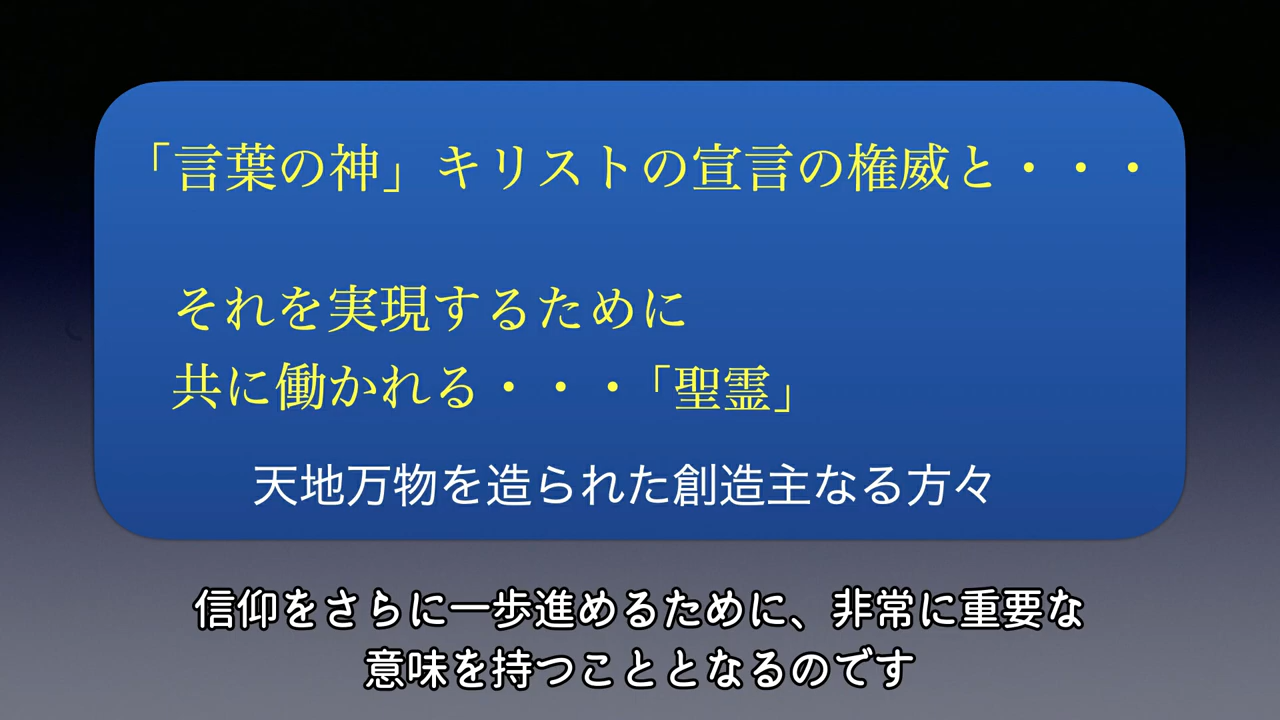 「言葉の神」キリストの宣言の権威と・・・
それを実現するために
共に働かれる・・・「聖霊」
天地万物を造られた創造主なる方々
信仰をさらに一歩進めるために、非常に重要な
意味を持つこととなるのです